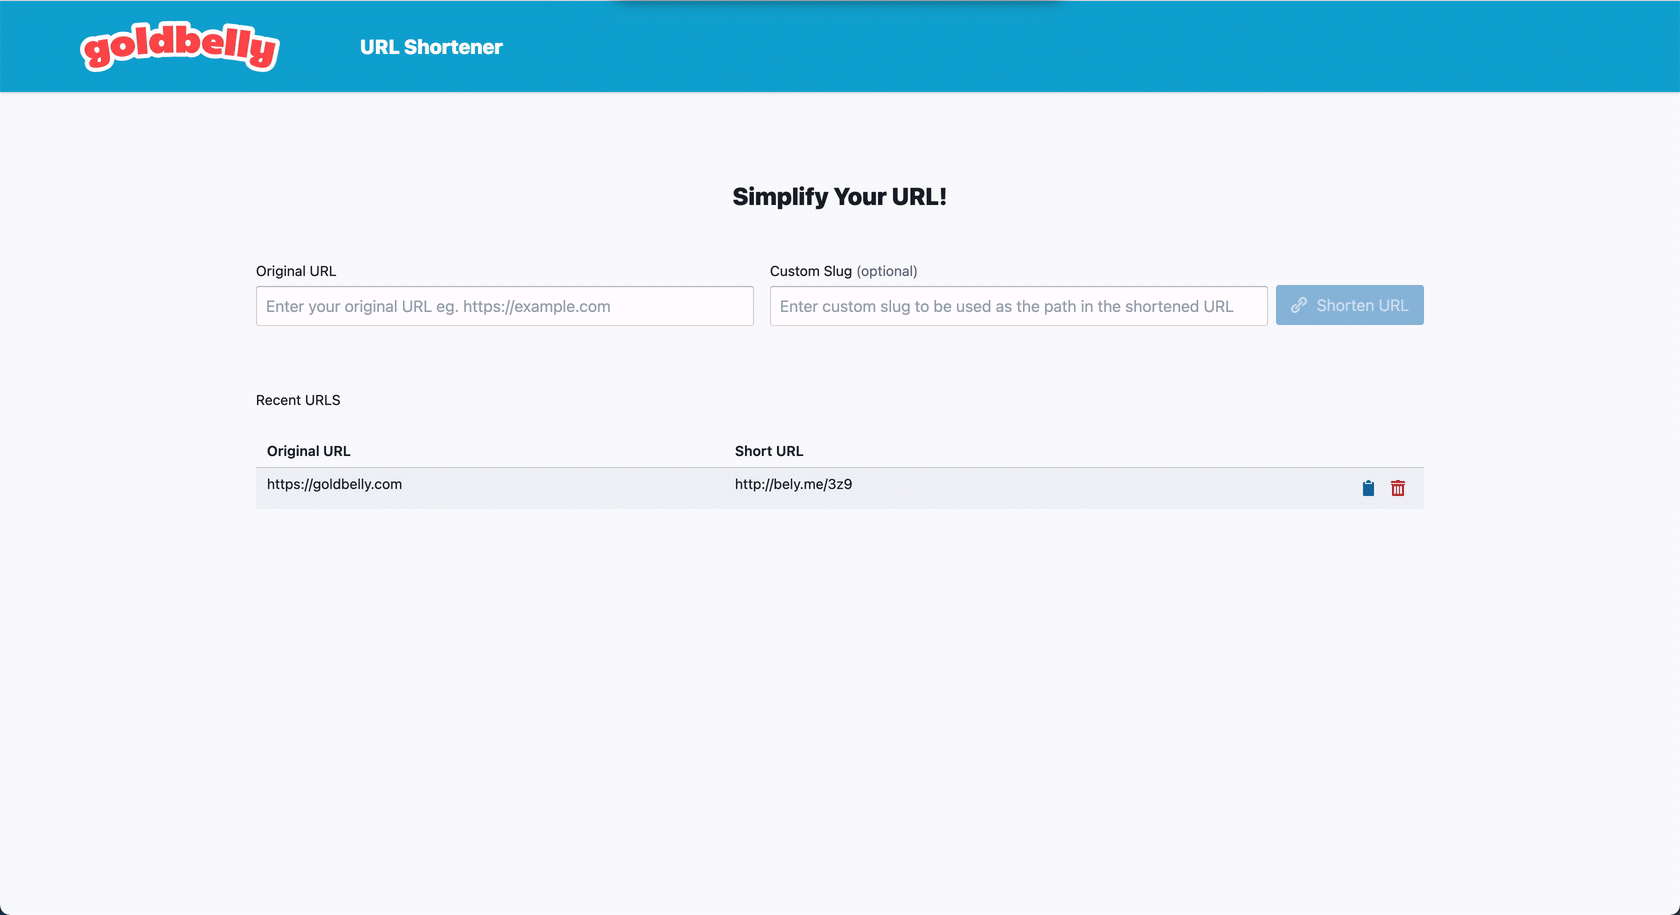 goldbelly
URL Shortener
Simplify Your URL!
Original URL
Custom Slug (optional)
Enter your original URL eg. https://example.com
Enter custom slug to be used as the path in the shortened URL
Shorten URL
Recent URLS
Original URL
Short URL
https://goldbelly.com
http://bely.me/3z9